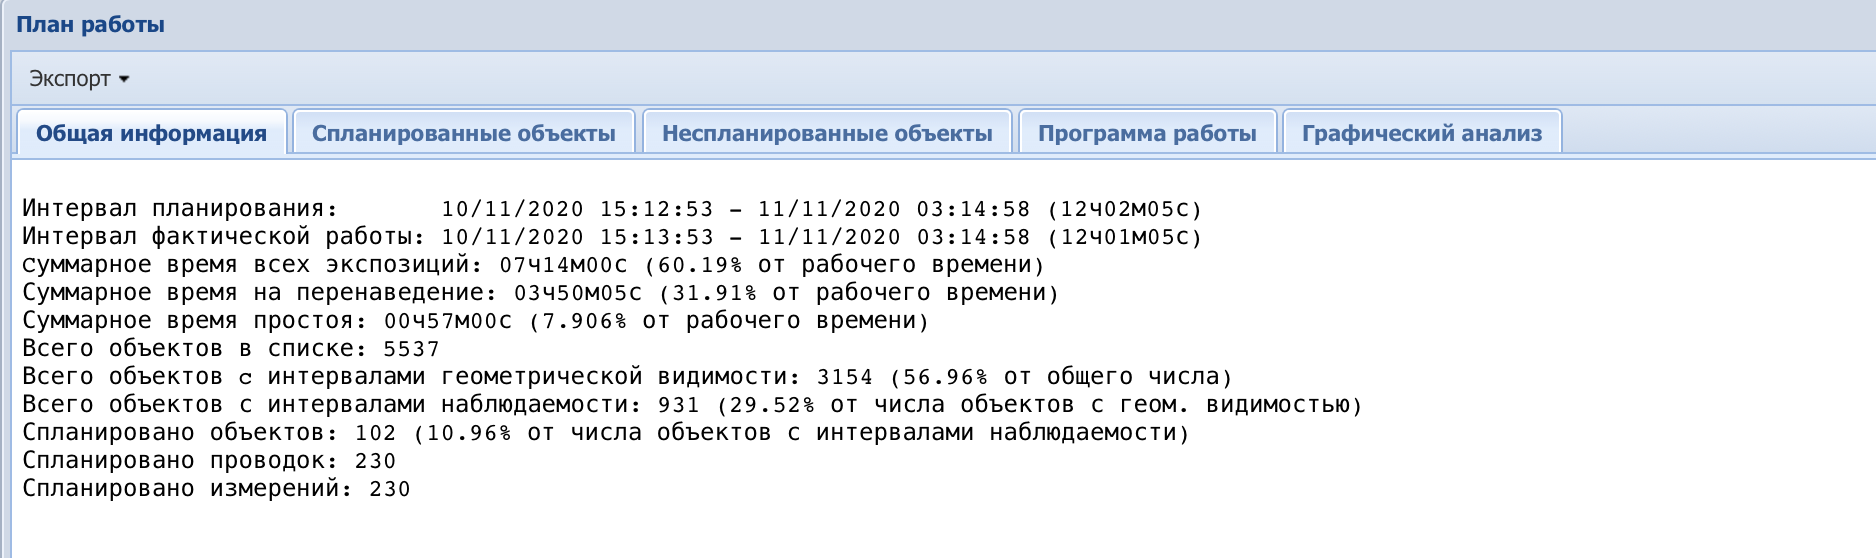 План работы
Экспорт
Общая информация Спланированные объекты Неспланированные объекты Программа работы Графический анализ
Интервал планирования: 10/11/2020 15:12:53 - 11/11/2020 03:14:58 (12ч02м05с)
Интервал фактической работы: 10/11/2020 15:13:53 - 11/11/2020 03:14:58 (12ч01м05с)
Суммарное время всех экспозиций: 07ч14м00с (60.19% от рабочего времени)
Суммарное время на перенаведение: 03ч50м05с (31.91% от рабочего времени)
Суммарное время простоя: 00ч57м00с (7.906% от рабочего времени)
Всего объектов в списке: 5537
Всего объектов с интервалами геометрической видимости: 3154 (56.96% от общего числа)
Всего объектов с интервалами наблюдаемости: 931 (29.52% от числа объектов с геом. видимостью)
Спланировано объектов: 102 (10.96% от числа объектов с интервалами наблюдаемости)
Спланировано проводок: 230
Спланировано измерений: 230